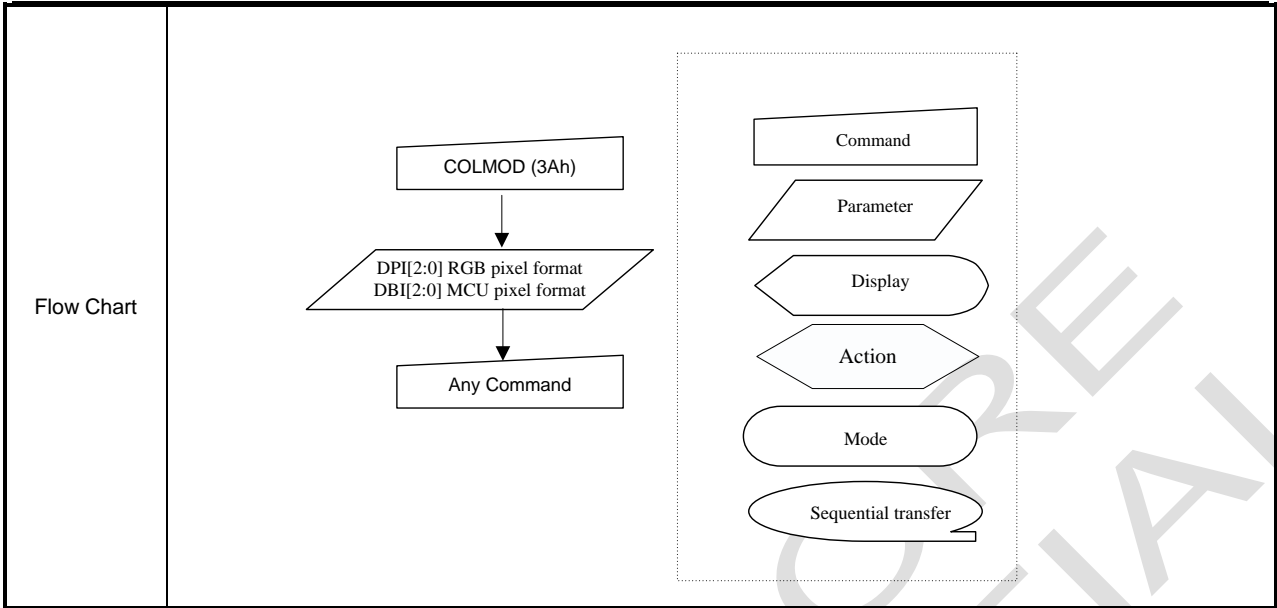 Flow Chart
COLMOD (3Ah)
DPI[2:0] RGB pixel format
DBI[2:0] MCU pixel format
Any Command
Command
Parameter
Display
Action
Mode
Sequential transfer